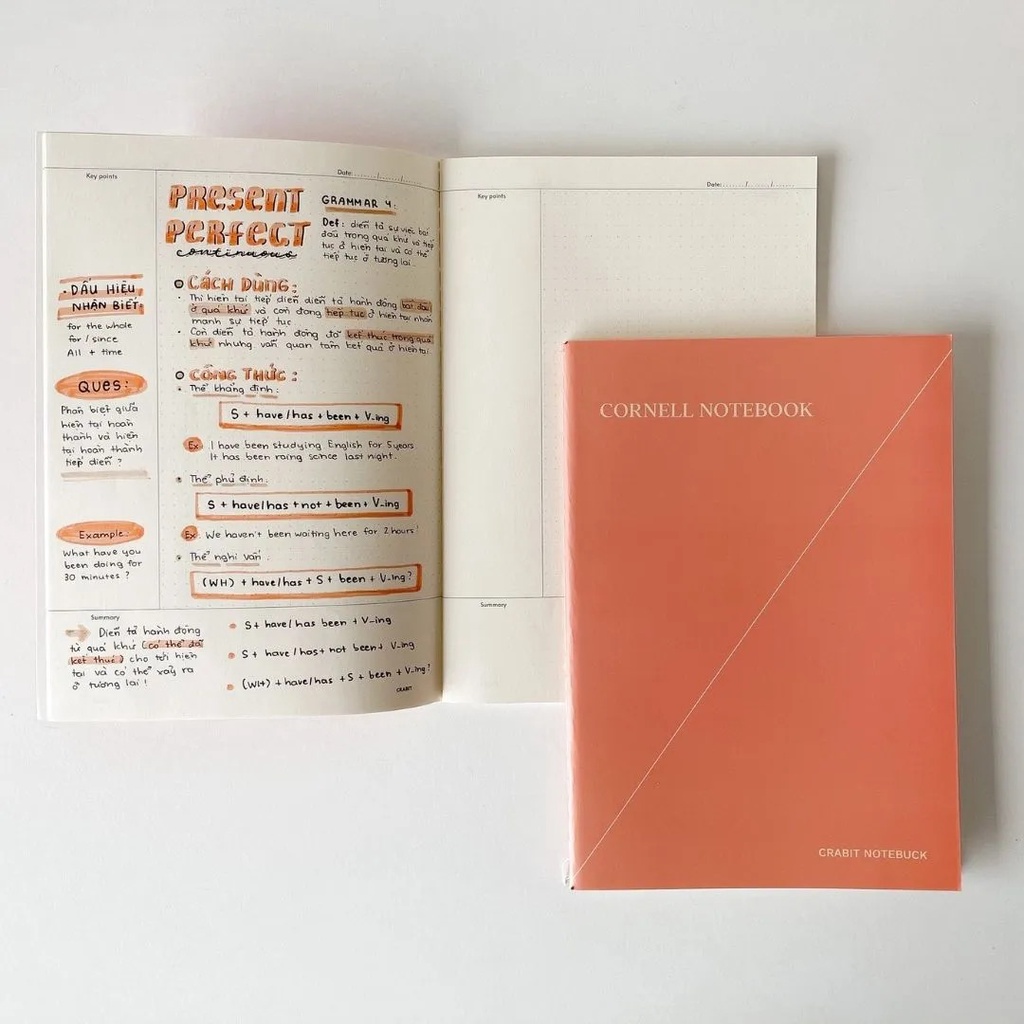 Key points
Date:......./......./.......
PRESENT
PERFECT
continuous
GRAMMAR 4:
Def: diễn tả sự việc bắt
đầu trong quá khứ và tiếp
tục ở hiện tại và có thể
tiếp tục ở tương lai...
• DẤU HIỆU
NHẬN BIẾT:
for the whole
for / since
All + time
Ques:
Phân biệt giữa
hiện tại hoàn
thành và hiện
tại hoàn thành
tiếp diễn ?
Example:
What have you
been doing for
30 minutes ?
CÁCH DÙNG:
• Thì hiện tại tiếp diễn diễn tả hành động bắt đầu
ở quá khứ và còn đang tiếp tục ở hiện tại nhấn
mạnh sự tiếp tục
• Còn diễn tả hành động đã kết thúc trong quá
khứ nhưng vẫn quan tâm kết quả ở hiện tại
CÔNG THỨC:
• Thể khẳng định:
S + have/has + been + V-ing
Ex I have been studying English for 5 years
It has been raing scince last night.
• Thể phủ định:
S + have/has + not + been + V-ing
Ex: We haven't been waiting here for 2 hours!
• Thể nghi vấn:
(WH) + have/has + S + been + V-ing?
Summary
Diễn tả hành động
từ quá khứ (có thể đã
kết thúc) cho tới hiện
tại và có thể xảy ra
ở tương lai!
• S + have/has been + V-ing
• S + have/has + not been + V-ing
• (WH) + have/has + S + been + V-ing?
CRABIT
Key points
Date:......./......./.......
Summary
CORNELL NOTEBOOK
CRABIT NOTEBUCK